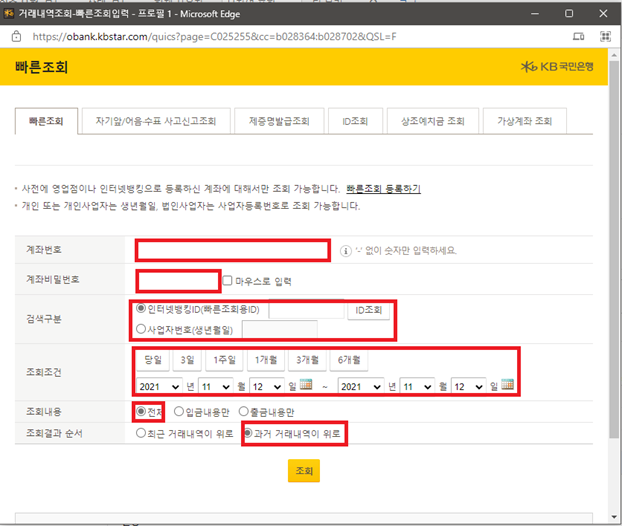 거래내역조회-빠른조회입력 - 프로필 1 - Microsoft Edge
https://obank.kbstar.com/quics?page=C025255&cc=b028364:b028702&QSL=F
빠른조회 KB국민은행
빠른조회 자기앞/어음·수표 사고신고조회 제증명발급조회 ID조회 상조예치금 조회 가상계좌 조회
사전에 영업점이나 인터넷뱅킹으로 등록하신 계좌에 대해서만 조회 가능합니다. 빠른조회 등록하기
개인 또는 개인사업자는 생년월일, 법인사업자는 사업자등록번호로 조회 가능합니다.
계좌번호 '-' 없이 숫자만 입력하세요.
계좌비밀번호 마우스로 입력
검색구분 인터넷뱅킹ID(빠른조회용ID) ID조회
사업자번호(생년월일)
당일 3일 1주일 1개월 3개월 6개월
조회조건
2021 년 11 월 12 일 ~ 2021 년 11 월 12 일
조회내용 전체 입금내용만 출금내용만
조회결과 순서 최근 거래내역이 위로 과거 거래내역이 위로
조회